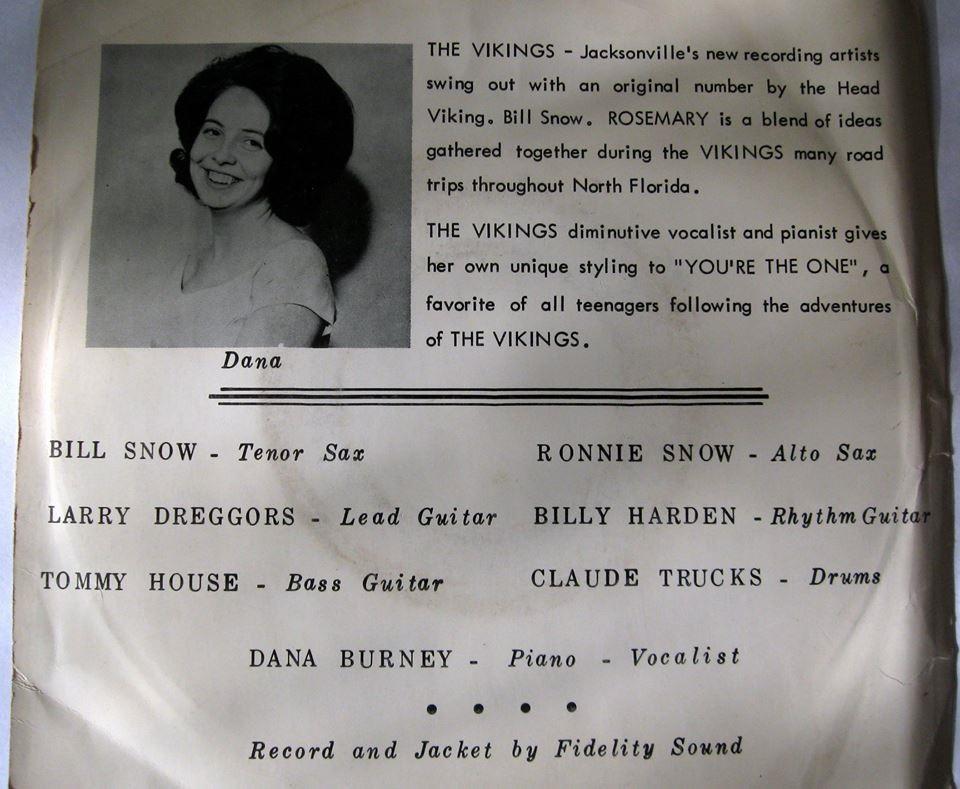 THE VIKINGS - Jacksonville's new recording artists
swing out with an original number by the Head
Viking. Bill Snow. ROSEMARY is a blend of ideas
gathered together during the VIKINGS many road
trips throughout North Florida.
THE VIKINGS diminutive vocalist and pianist gives
her own unique styling to "YOU'RE THE ONE", a
favorite of all teenagers following the adventures
of THE VIKINGS.
Dana
BILL SNOW - Tenor Sax
RONNIE SNOW - Alto Sax
LARRY DREGGORS - Lead Guitar
BILLY HARDEN - Rhythm Guitar
TOMMY HOUSE - Bass Guitar
CLAUDE TRUCKS - Drums
DANA BURNEY - Piano - Vocalist
Record and Jacket by Fidelity Sound